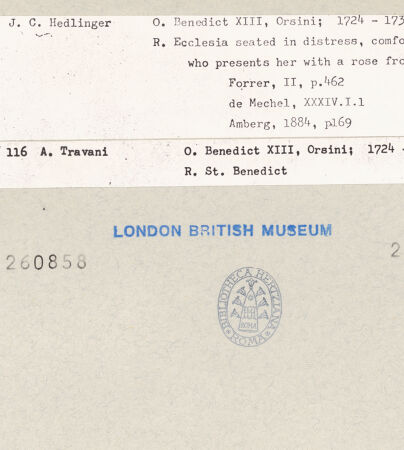 J. C. Hedlinger O. Benedict XIII, Orsini; 1724 - 173
R. Ecclesia seated in distress, comfo
who presents her with a rose fro
Forrer, II, p.462
de Mechel, XXXIV.I.1
Amberg, 1884, p169
116 A. Travani O. Benedict XIII, Orsini; 1724 -
R. St. Benedict
LONDON BRITISH MUSEUM
260858 2
BIBLIOTHECA HERTZIANA
ROMA
ROMA